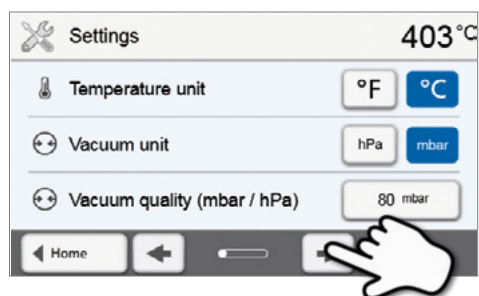 Settings 403°C
Temperature unit °F °C
Vacuum unit hPa mbar
Vacuum quality (mbar / hPa) 80 mbar
Home